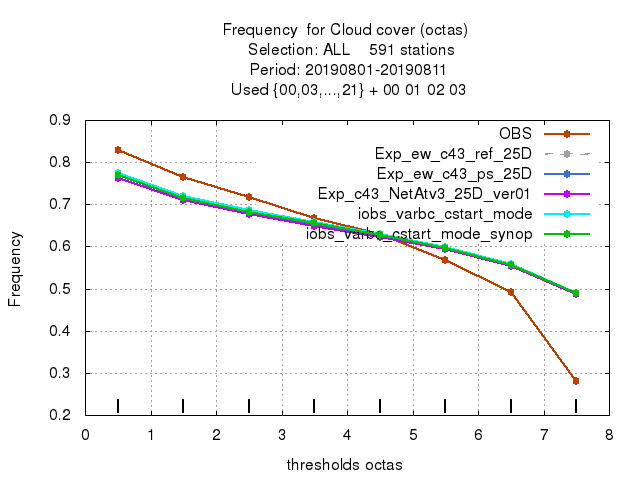 Frequency  for Cloud cover (octas)
Selection: ALL    591 stations
Period: 20190801-20190811
Used {00,03,...,21} + 00 01 02 03
0.9
0.8
0.7
0.6
0.5
0.4
0.3
0.2
Frequency
OBS
Exp_ew_c43_ref_25D
Exp_ew_c43_ps_25D
Exp_c43_NetAtv3_25D_ver01
iobs_varbc_cstart_mode
iobs_varbc_cstart_mode_synop
0 1 2 3 4 5 6 7 8
thresholds octas